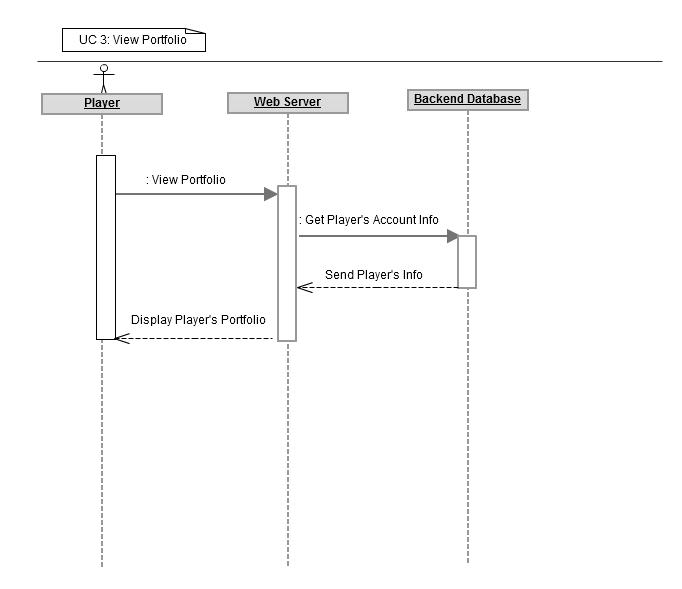 UC 3: View Portfolio
Player
Web Server
Backend Database
: View Portfolio
: Get Player's Account Info
Send Player's Info
Display Player's Portfolio